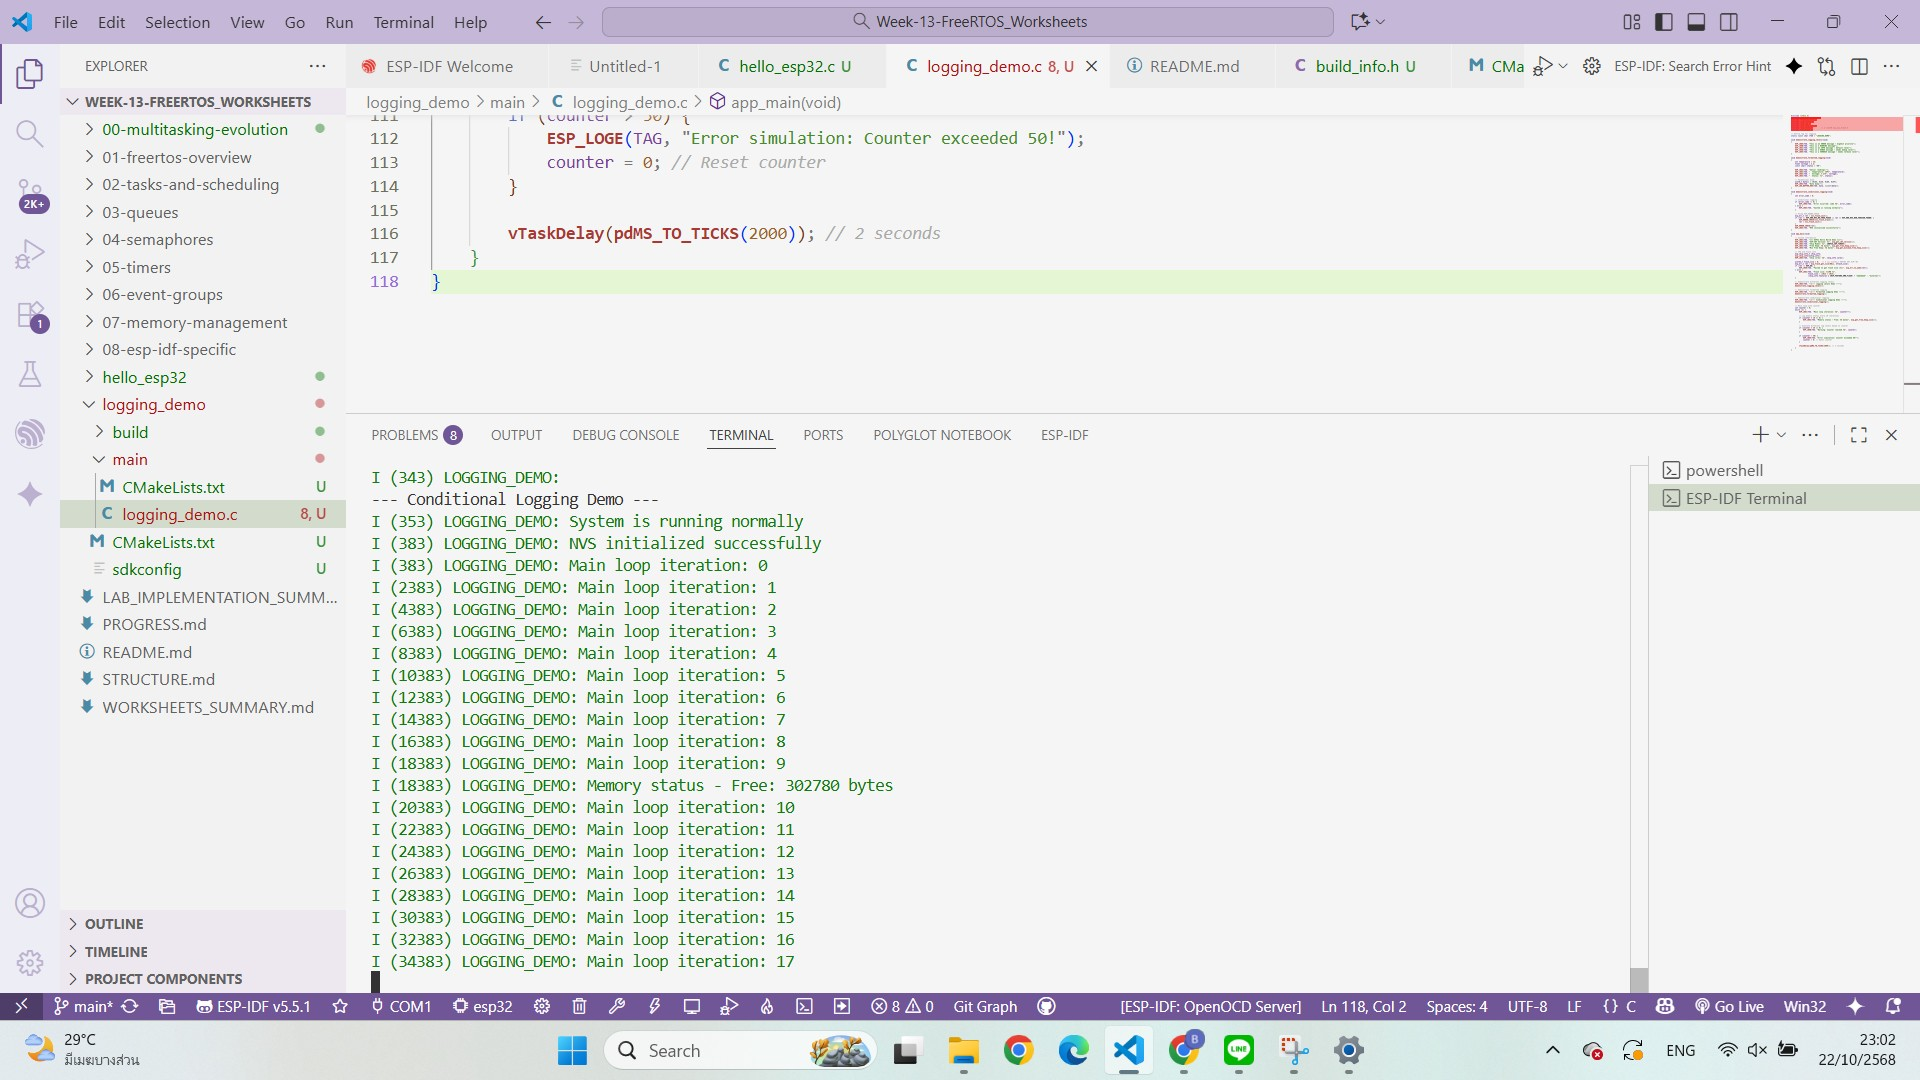 File Edit Selection View Go Run Terminal Help
Week-13-FreeRTOS_Worksheets
EXPLORER
ESP-IDF Welcome
Untitled-1
hello_esp32.c U
logging_demo.c 8, U
README.md
build_info.h U
CMa
ESP-IDF: Search Error Hint
WEEK-13-FREERTOS_WORKSHEETS
00-multitasking-evolution
01-freertos-overview
02-tasks-and-scheduling
03-queues
04-semaphores
05-timers
06-event-groups
07-memory-management
08-esp-idf-specific
hello_esp32
logging_demo
build
main
CMakeLists.txt U
logging_demo.c 8, U
CMakeLists.txt U
sdkconfig U
LAB_IMPLEMENTATION_SUMM...
PROGRESS.md
README.md
STRUCTURE.md
WORKSHEETS_SUMMARY.md
OUTLINE
TIMELINE
PROJECT COMPONENTS
2K+
1
logging_demo > main > C logging_demo.c > app_main(void)
111 if (counter > 50) {
112 ESP_LOGE(TAG, "Error simulation: Counter exceeded 50!");
113 counter = 0; // Reset counter
114 }
115
116 vTaskDelay(pdMS_TO_TICKS(2000)); // 2 seconds
117 }
118 }
PROBLEMS 8 OUTPUT DEBUG CONSOLE TERMINAL PORTS POLYGLOT NOTEBOOK ESP-IDF
powershell
ESP-IDF Terminal
I (343) LOGGING_DEMO:
--- Conditional Logging Demo ---
I (353) LOGGING_DEMO: System is running normally
I (383) LOGGING_DEMO: NVS initialized successfully
I (383) LOGGING_DEMO: Main loop iteration: 0
I (2383) LOGGING_DEMO: Main loop iteration: 1
I (4383) LOGGING_DEMO: Main loop iteration: 2
I (6383) LOGGING_DEMO: Main loop iteration: 3
I (8383) LOGGING_DEMO: Main loop iteration: 4
I (10383) LOGGING_DEMO: Main loop iteration: 5
I (12383) LOGGING_DEMO: Main loop iteration: 6
I (14383) LOGGING_DEMO: Main loop iteration: 7
I (16383) LOGGING_DEMO: Main loop iteration: 8
I (18383) LOGGING_DEMO: Main loop iteration: 9
I (18383) LOGGING_DEMO: Memory status - Free: 302780 bytes
I (20383) LOGGING_DEMO: Main loop iteration: 10
I (22383) LOGGING_DEMO: Main loop iteration: 11
I (24383) LOGGING_DEMO: Main loop iteration: 12
I (26383) LOGGING_DEMO: Main loop iteration: 13
I (28383) LOGGING_DEMO: Main loop iteration: 14
I (30383) LOGGING_DEMO: Main loop iteration: 15
I (32383) LOGGING_DEMO: Main loop iteration: 16
I (34383) LOGGING_DEMO: Main loop iteration: 17
main* ESP-IDF v5.5.1 COM1 esp32 8 0 Git Graph [ESP-IDF: OpenOCD Server] Ln 118, Col 2 Spaces: 4 UTF-8 LF {} C Go Live Win32
29°C
มีเมฆบางส่วน
Search
ENG
23:02
22/10/2568